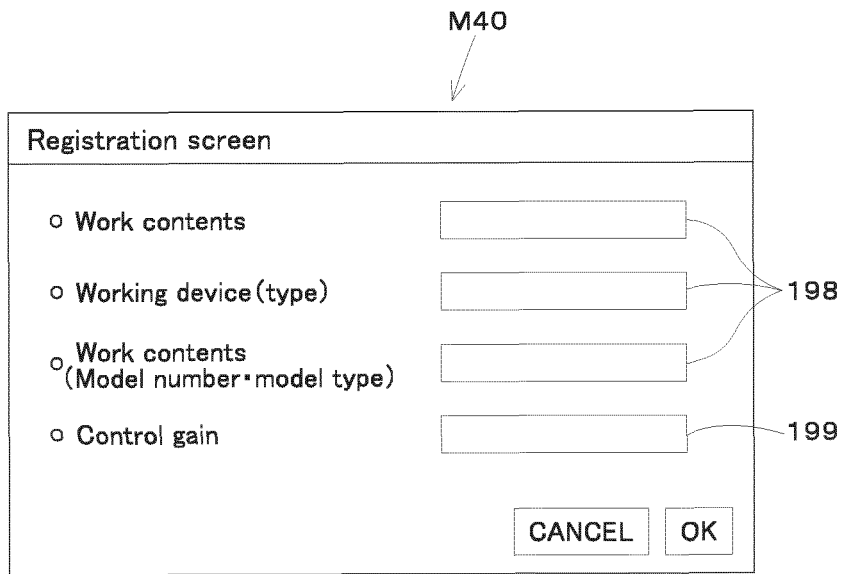 M40
Registration screen
○ Work contents
○ Working device(type)
198
○ Work contents
(Model number▪model type)
○ Control gain
199
CANCEL OK